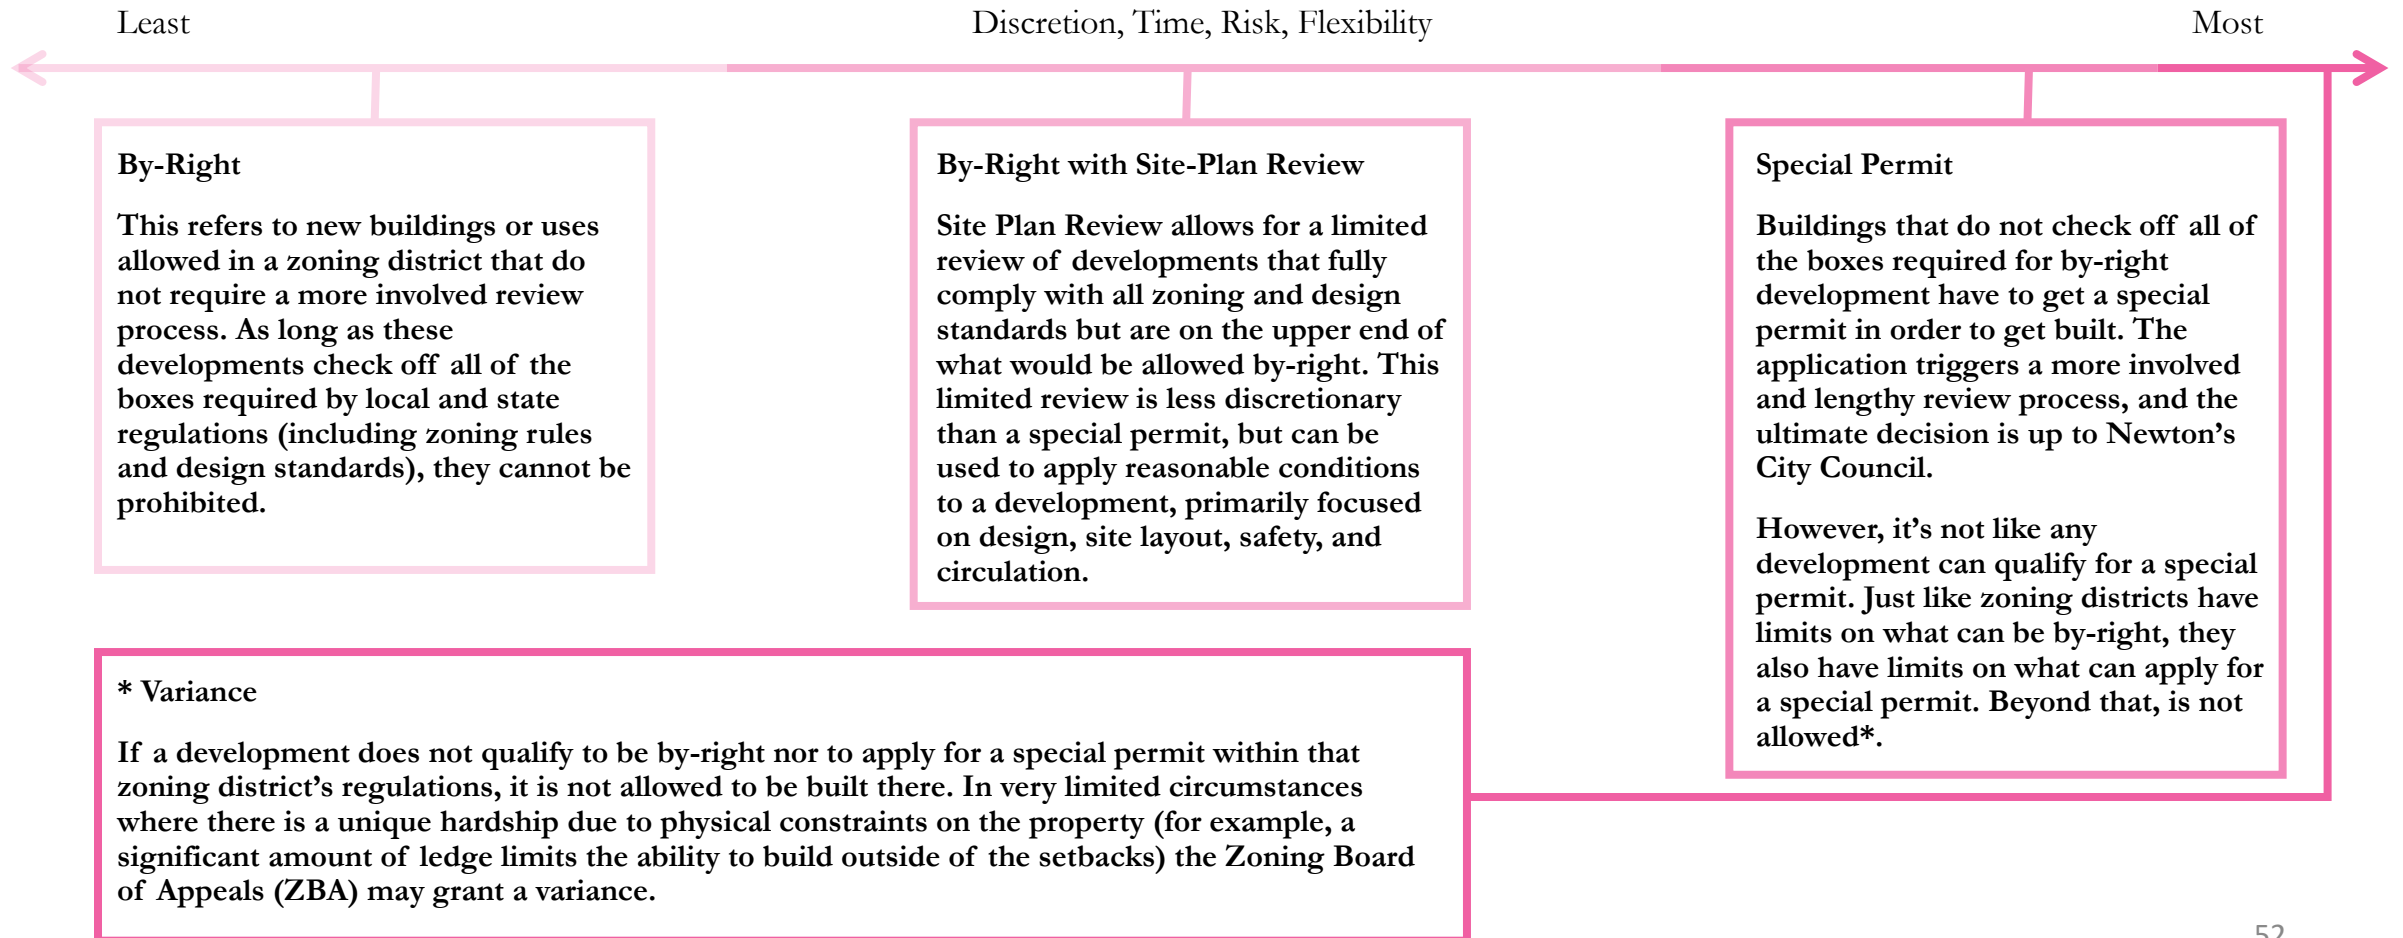 Least
Discretion, Time, Risk, Flexibility
Most
By-Right
This refers to new buildings or uses
allowed in a zoning district that do
not require a more involved review
process. As long as these
developments check off all of the
boxes required by local and state
regulations (including zoning rules
and design standards), they cannot be
prohibited.
By-Right with Site-Plan Review
Site Plan Review allows for a limited
review of developments that fully
comply with all zoning and design
standards but are on the upper end of
what would be allowed by-right. This
limited review is less discretionary
than a special permit, but can be
used to apply reasonable conditions
to a development, primarily focused
on design, site layout, safety, and
circulation.
Special Permit
Buildings that do not check off all of
the boxes required for by-right
development have to get a special
permit in order to get built. The
application triggers a more involved
and lengthy review process, and the
ultimate decision is up to Newton’s
City Council.
However, it’s not like any
development can qualify for a special
permit. Just like zoning districts have
limits on what can be by-right, they
also have limits on what can apply for
a special permit. Beyond that, is not
allowed*.
* Variance
If a development does not qualify to be by-right nor to apply for a special permit within that
zoning district’s regulations, it is not allowed to be built there. In very limited circumstances
where there is a unique hardship due to physical constraints on the property (for example, a
significant amount of ledge limits the ability to build outside of the setbacks) the Zoning Board
of Appeals (ZBA) may grant a variance.
52